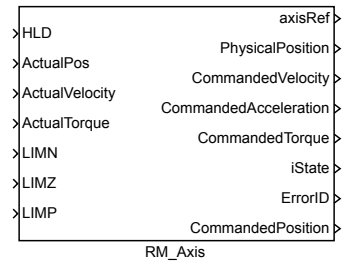 axisRef
HLD
PhysicalPosition
ActualPos
CommandedVelocity
ActualVelocity
CommandedAcceleration
ActualTorque
CommandedTorque
LIMN
iState
LIMZ
ErrorID
LIMP
CommandedPosition
RM_Axis